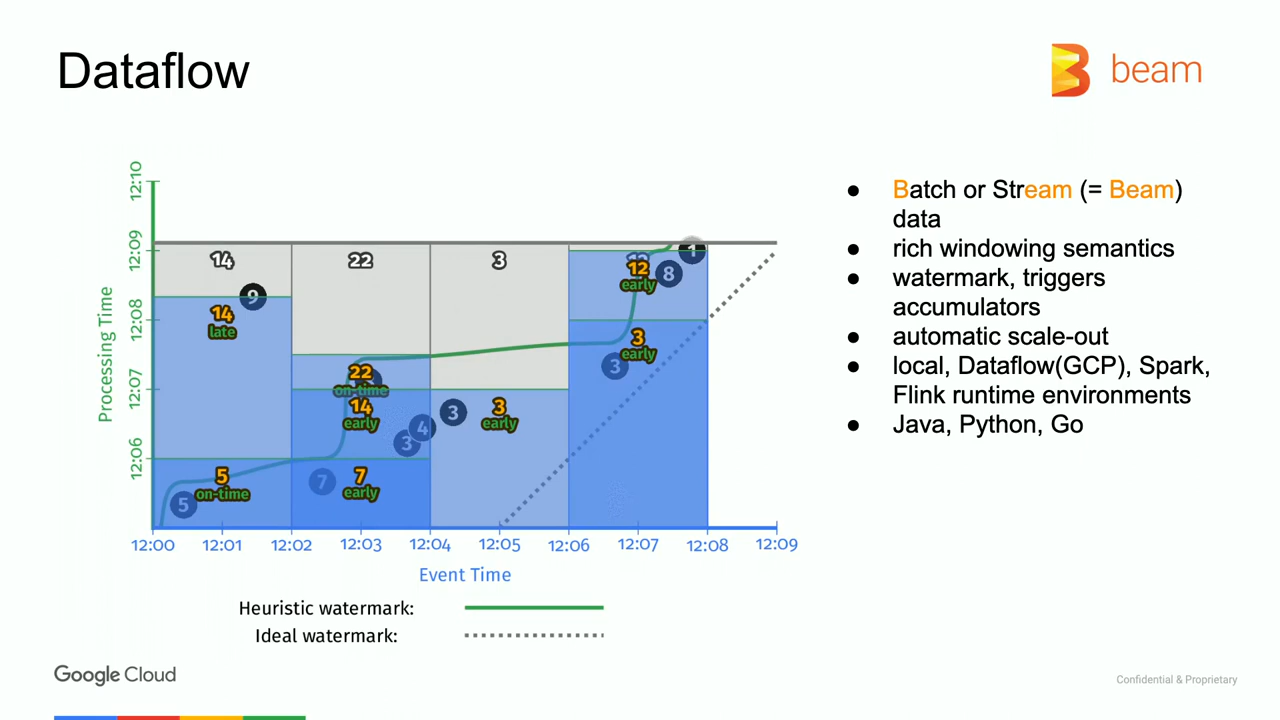 Dataflow
beam
12:10
12:09
12:08
12:07
12:06
Processing Time
14
22
3
1
12
early
8
9
14
late
3
early
3
22
on-time
14
early
3
4
3
3
early
5
on-time
5
7
7
early
12:00
12:01
12:02
12:03
12:04
12:05
12:06
12:07
12:08
12:09
Event Time
Heuristic watermark:
Ideal watermark:
● Batch or Stream (= Beam)
data
● rich windowing semantics
● watermark, triggers
accumulators
● automatic scale-out
● local, Dataflow(GCP), Spark,
Flink runtime environments
● Java, Python, Go
Google Cloud
Confidential & Proprietary